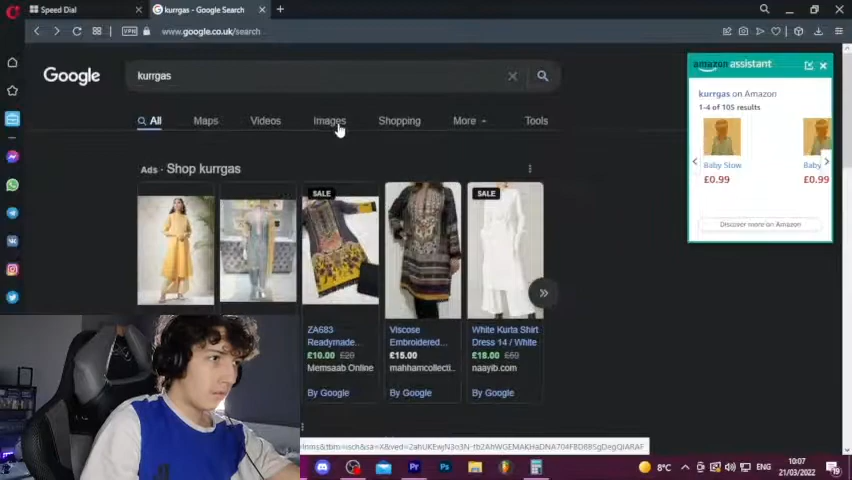 Speed Dial
kurrgas - Google Search
VPN
www.google.co.uk/search
Google
kurrgas
All
Maps
Videos
Images
Shopping
More
Tools
Ads · Shop kurrgas
SALE
SALE
ZA683
Readymade...
£10.00 £20
Memsaab Online
By Google
Viscose
Embroidered...
£15.00
mahhamcollecti..
By Google
White Kurta Shirt
Dress 14 / White
£18.00 £60
naayib.com
By Google
amazon assistant
kurrgas on Amazon
1-4 of 105 results
Baby Slow.
£0.99
Baby
£0.99
Discover more on Amazon
8°C
ENG
10:07
21/03/2022